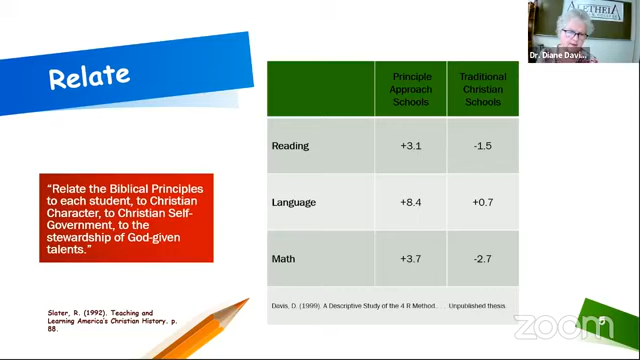 ALETHEIA
Dr. Diane Davi...
Relate
Principle
Approach
Schools
Traditional
Christian
Schools
Reading
+3.1
-1.5
Language
+8.4
+0.7
Math
+3.7
-2.7
Davis, D. (1999). A Descriptive Study of the 4 R Method.. . . Unpublished thesis.
“Relate the Biblical Principles
to each student, to Christian
Character, to Christian Self-
Government, to the
stewardship of God-given
talents.”
Slater, R. (1992). Teaching and
Learning America’s Christian History. p.
88.
zoom